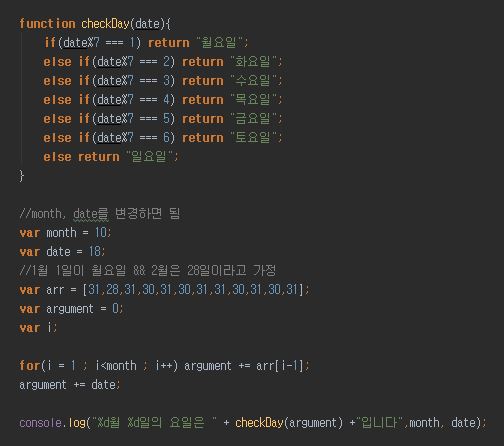 function checkDay(date){
    if(date%7 === 1) return "월요일";
    else if(date%7 === 2) return "화요일";
    else if(date%7 === 3) return "수요일";
    else if(date%7 === 4) return "목요일";
    else if(date%7 === 5) return "금요일";
    else if(date%7 === 6) return "토요일";
    else return "일요일";
}
//month, date를 변경하면 됨
var month = 10;
var date = 18;
//1월 1일이 월요일 && 2월은 28일이라고 가정
var arr = [31,28,31,30,31,30,31,31,30,31,30,31];
var argument = 0;
var i;
for(i = 1 ; i<month ; i++) argument += arr[i-1];
argument += date;
console.log("%d월 %d일의 요일은 " + checkDay(argument) +"입니다",month, date);